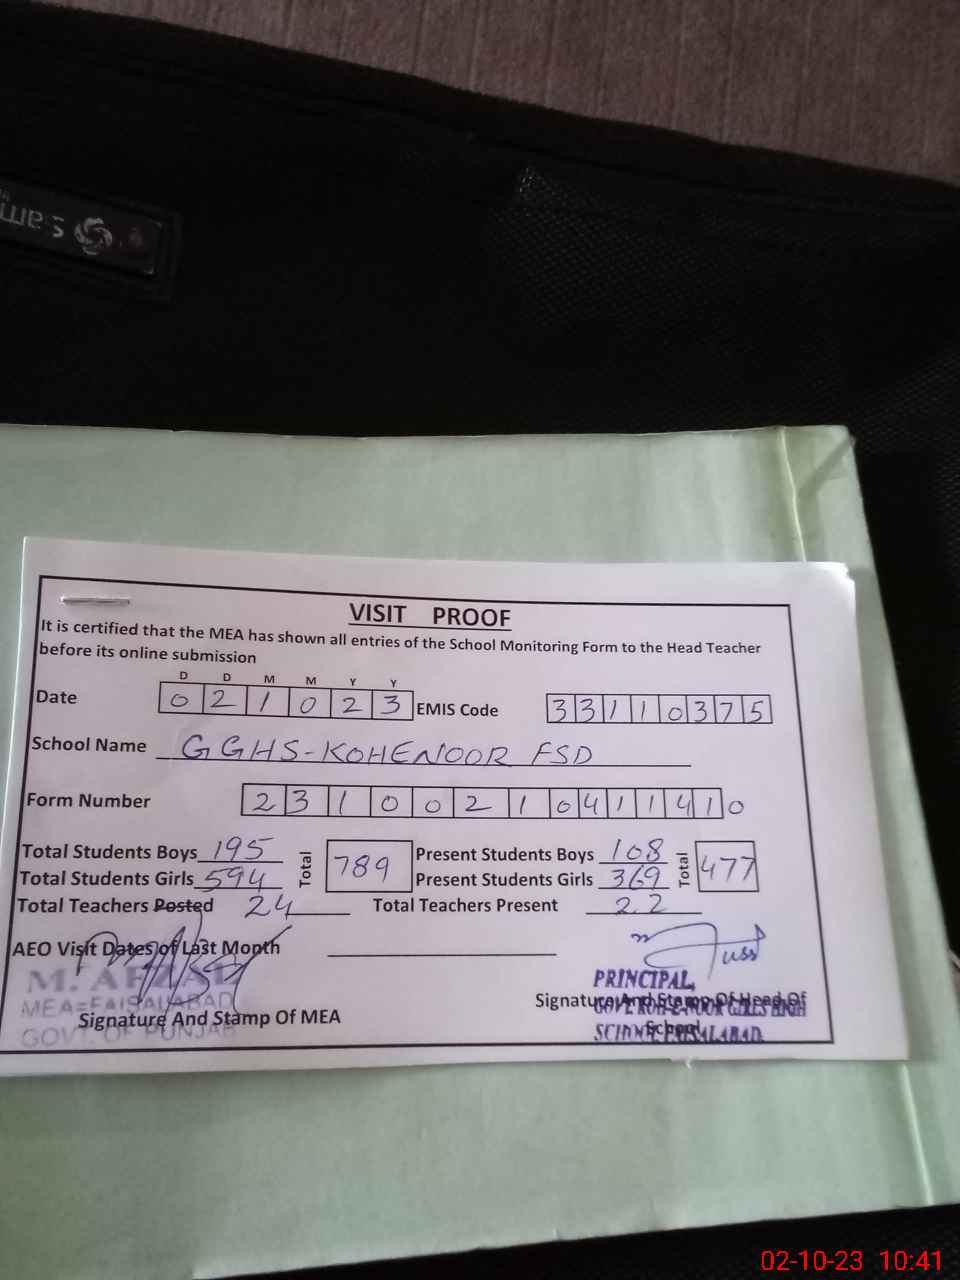 VISIT PROOF
It is certified that the MEA has shown all entries of the School Monitoring Form to the Head Teacher
before its online submission
D D M M Y Y
Date 0 2 1 0 2 3 EMIS Code 3 3 1 1 0 3 7 5
School Name GGHS-KOHENOOR FSD
Form Number 2 3 1 0 0 2 1 0 4 1 1 4 1 0
Total Students Boys 195 Total 789 Present Students Boys 108 Total 477
Total Students Girls 594 Present Students Girls 369
Total Teachers Posted 24 Total Teachers Present 22
AEO Visit Dates of Last Month
M. AFZAL
MEA=FAISALABAD
GOVT. OF PUNJAB
Signature And Stamp Of MEA
PRINCIPAL,
Signature And Stamp Of Head Of
School
GIRLS HIGH
FAISALABAD.
02-10-23 10:41